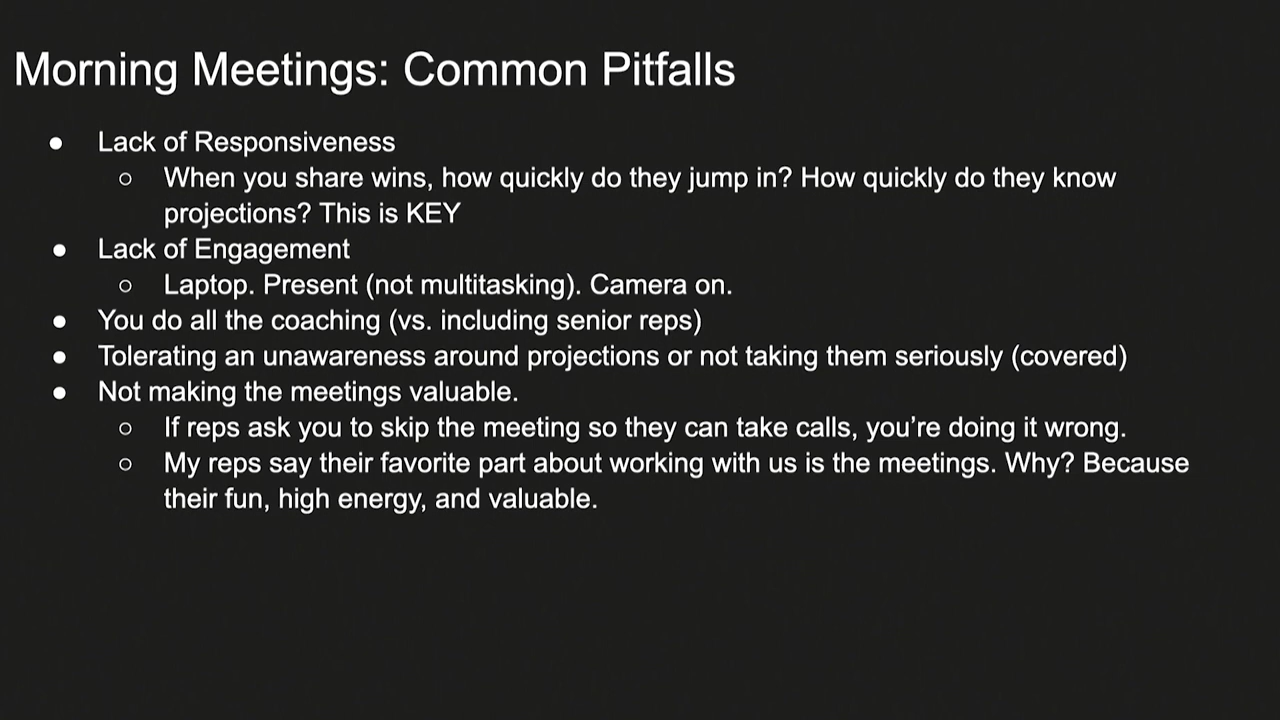 Morning Meetings: Common Pitfalls
● Lack of Responsiveness
○ When you share wins, how quickly do they jump in? How quickly do they know
projections? This is KEY
● Lack of Engagement
○ Laptop. Present (not multitasking). Camera on.
● You do all the coaching (vs. including senior reps)
● Tolerating an unawareness around projections or not taking them seriously (covered)
● Not making the meetings valuable.
○ If reps ask you to skip the meeting so they can take calls, you’re doing it wrong.
○ My reps say their favorite part about working with us is the meetings. Why? Because
their fun, high energy, and valuable.